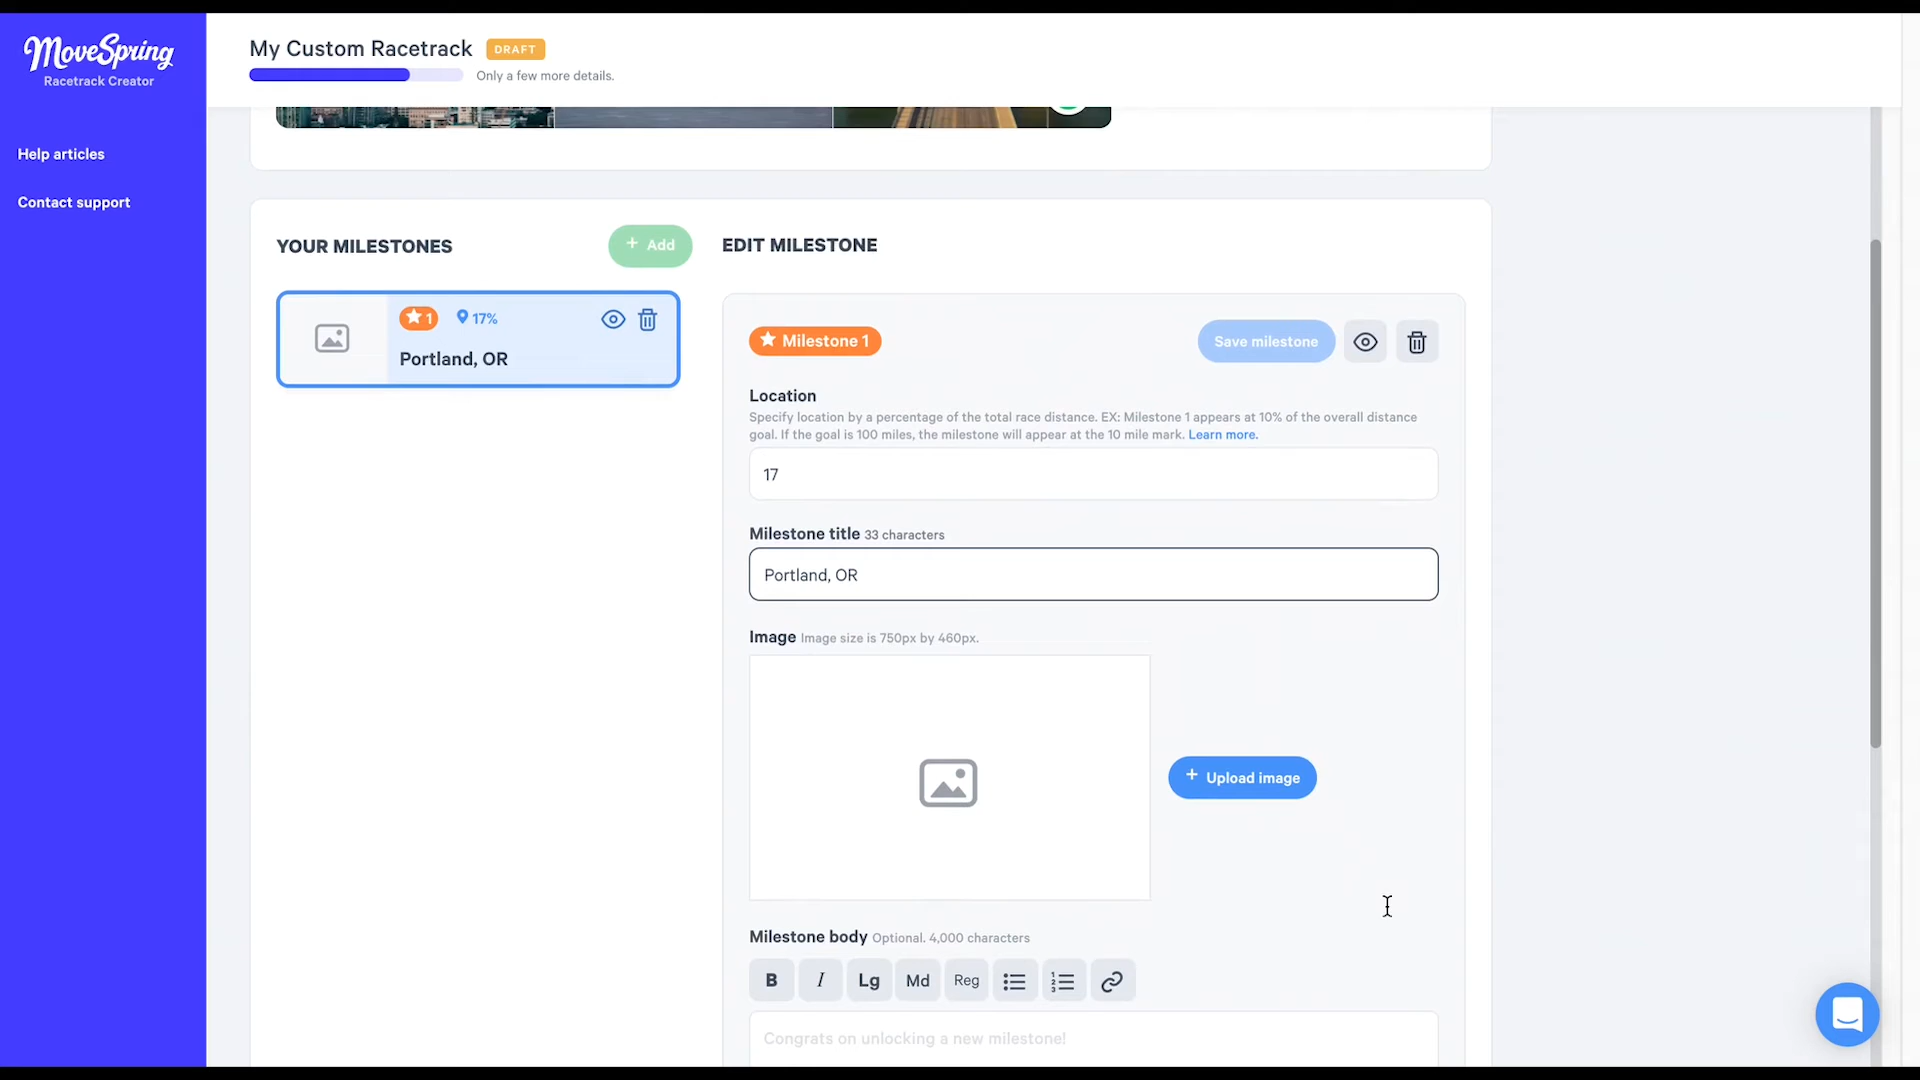 MoveSpring
Racetrack Creator
Help articles
Contact support
My Custom Racetrack DRAFT
Only a few more details.
YOUR MILESTONES
+ Add
1 17%
Portland, OR
EDIT MILESTONE
Milestone 1
Save milestone
Location
Specify location by a percentage of the total race distance. EX: Milestone 1 appears at 10% of the overall distance
goal. If the goal is 100 miles, the milestone will appear at the 10 mile mark. Learn more.
17
Milestone title 33 characters
Portland, OR
Image Image size is 750px by 460px.
+ Upload image
Milestone body Optional. 4,000 characters
B I Lg Md Reg
Congrats on unlocking a new milestone!